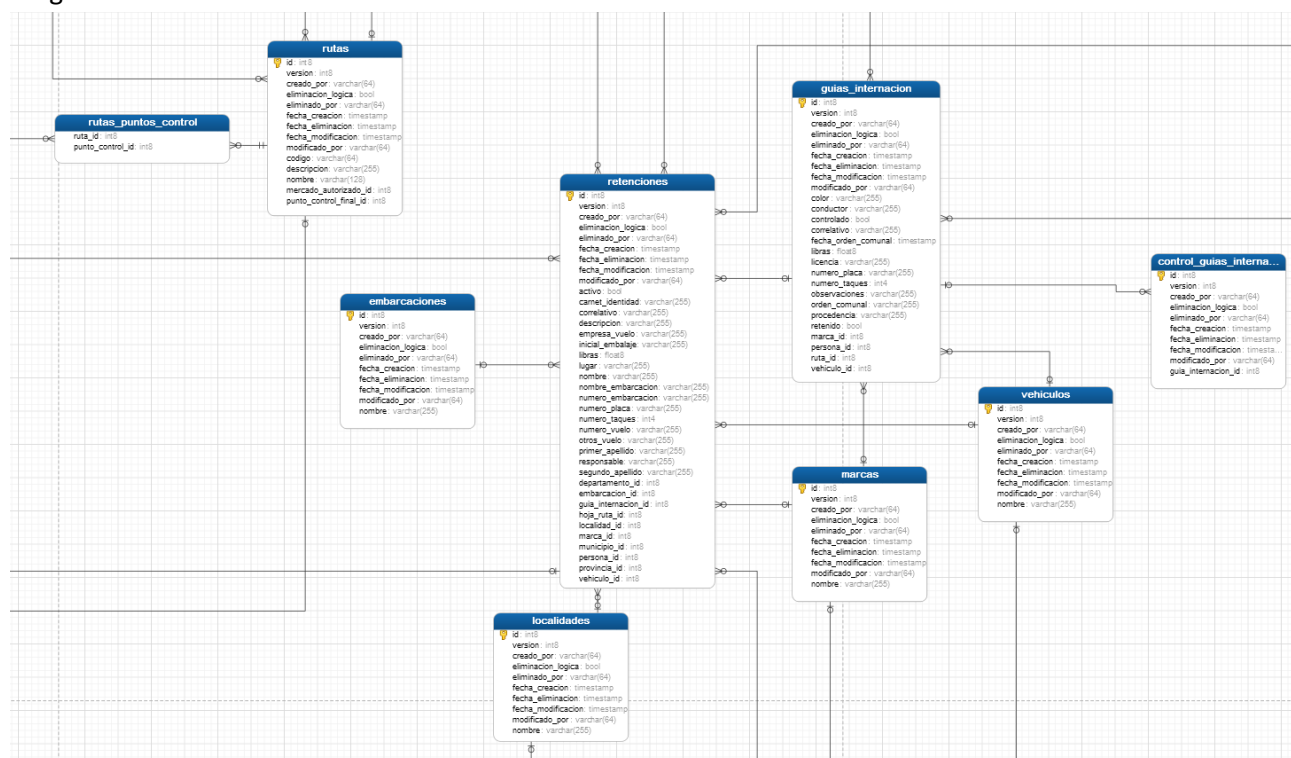 rutas
id: int8
version: int8
creado_por: varchar(64)
eliminacion_logica: bool
eliminado_por: varchar(64)
fecha_creacion: timestamp
fecha_eliminacion: timestamp
fecha_modificacion: timestamp
modificado_por: varchar(64)
codigo: varchar(64)
descripcion: varchar(255)
nombre: varchar(128)
mercado_autorizado_id: int8
punto_control_final_id: int8
rutas_puntos_control
ruta_id: int8
punto_control_id: int8
guias_internacion
id: int8
version: int8
creado_por: varchar(64)
eliminacion_logica: bool
eliminado_por: varchar(64)
fecha_creacion: timestamp
fecha_eliminacion: timestamp
fecha_modificacion: timestamp
modificado_por: varchar(64)
color: varchar(255)
conductor: varchar(255)
controlado: bool
correlativo: varchar(255)
fecha_orden_comunal: timestamp
libras: float8
licencia: varchar(255)
numero_placa: varchar(255)
numero_taques: int4
observaciones: varchar(255)
orden_comunal: varchar(255)
procedencia: varchar(255)
retenido: bool
marca_id: int8
persona_id: int8
ruta_id: int8
vehiculo_id: int8
retenciones
id: int8
version: int8
creado_por: varchar(64)
eliminacion_logica: bool
eliminado_por: varchar(64)
fecha_creacion: timestamp
fecha_eliminacion: timestamp
fecha_modificacion: timestamp
modificado_por: varchar(64)
activo: bool
carnet_identidad: varchar(255)
correlativo: varchar(255)
descripcion: varchar(255)
empresa_vuelo: varchar(255)
inicial_embalaje: varchar(255)
libras: float8
lugar: varchar(255)
nombre: varchar(255)
nombre_embarcacion: varchar(255)
numero_embarcacion: varchar(255)
numero_placa: varchar(255)
numero_taques: int4
numero_vuelo: varchar(255)
otros_vuelo: varchar(255)
primer_apellido: varchar(255)
responsable: varchar(255)
segundo_apellido: varchar(255)
departamento_id: int8
embarcacion_id: int8
guia_internacion_id: int8
hoja_ruta_id: int8
localidad_id: int8
marca_id: int8
municipio_id: int8
persona_id: int8
provincia_id: int8
vehiculo_id: int8
control_guias_interna...
id: int8
version: int8
creado_por: varchar(64)
eliminacion_logica: bool
eliminado_por: varchar(64)
fecha_creacion: timestamp
fecha_eliminacion: timestamp
fecha_modificacion: timesta...
modificado_por: varchar(64)
guia_internacion_id: int8
embarcaciones
id: int8
version: int8
creado_por: varchar(64)
eliminacion_logica: bool
eliminado_por: varchar(64)
fecha_creacion: timestamp
fecha_eliminacion: timestamp
fecha_modificacion: timestamp
modificado_por: varchar(64)
nombre: varchar(255)
vehiculos
id: int8
version: int8
creado_por: varchar(64)
eliminacion_logica: bool
eliminado_por: varchar(64)
fecha_creacion: timestamp
fecha_eliminacion: timestamp
fecha_modificacion: timestamp
modificado_por: varchar(64)
nombre: varchar(255)
marcas
id: int8
version: int8
creado_por: varchar(64)
eliminacion_logica: bool
eliminado_por: varchar(64)
fecha_creacion: timestamp
fecha_eliminacion: timestamp
fecha_modificacion: timestamp
modificado_por: varchar(64)
nombre: varchar(255)
localidades
id: int8
version: int8
creado_por: varchar(64)
eliminacion_logica: bool
eliminado_por: varchar(64)
fecha_creacion: timestamp
fecha_eliminacion: timestamp
fecha_modificacion: timestamp
modificado_por: varchar(64)
nombre: varchar(255)